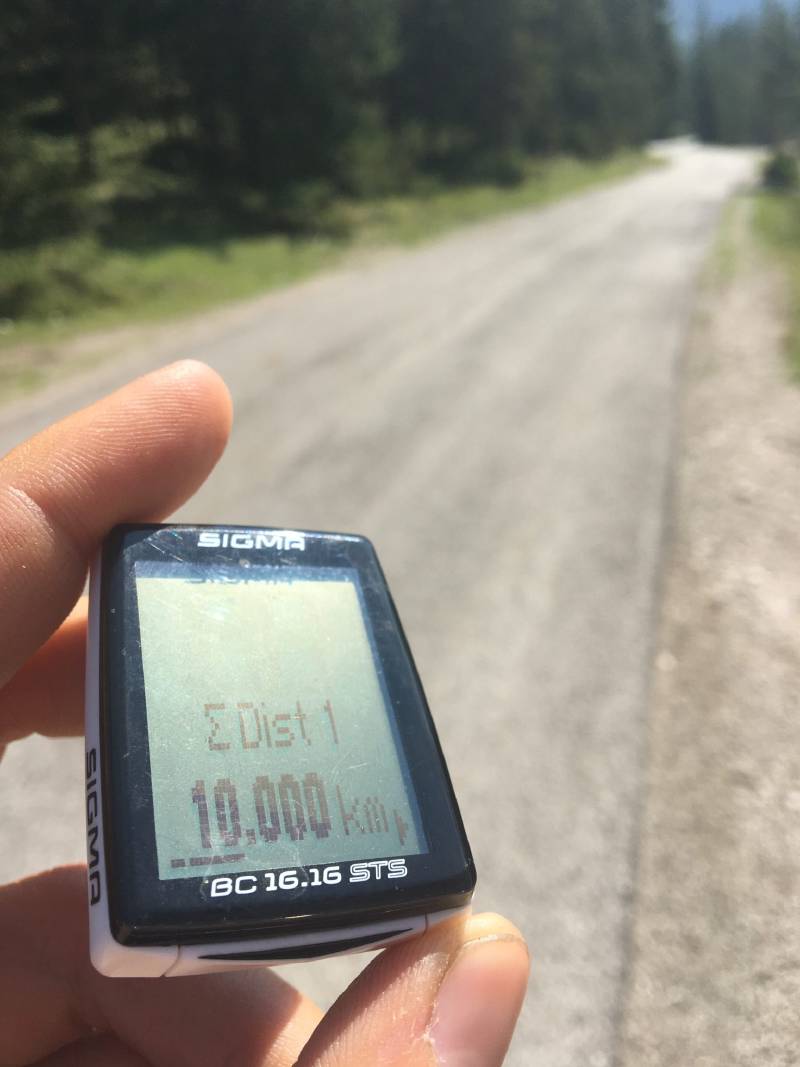 SIGMA
Σ Dist 1
10.000 km
BC 16.16 STS
SIGMA